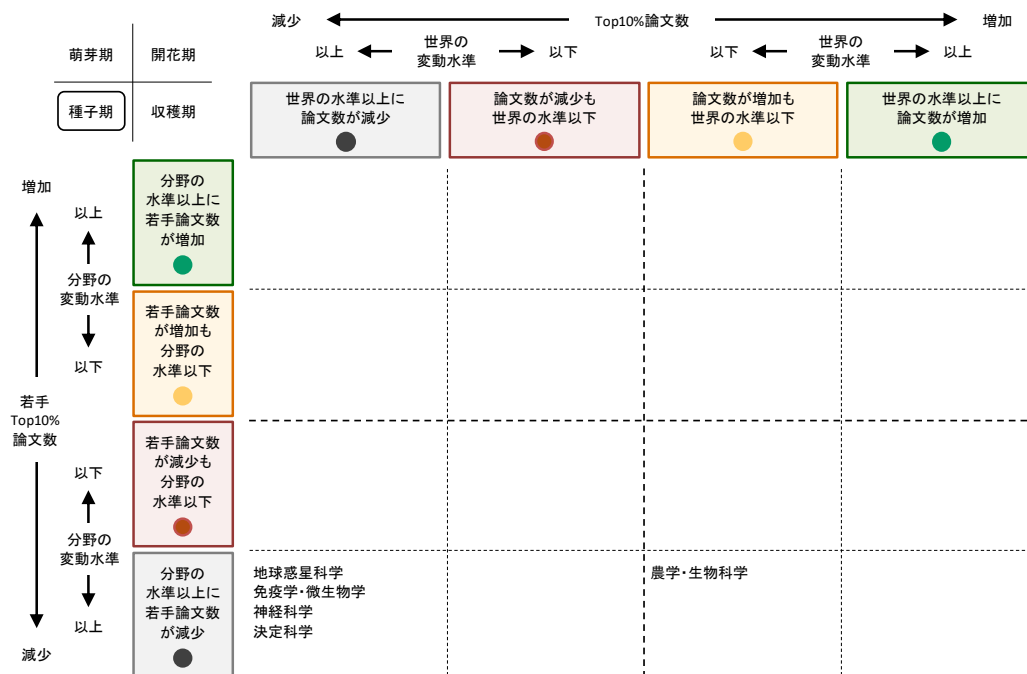 減少
Top10%論文数
増加
以上
世界の
変動水準
以下
以下
世界の
変動水準
以上
萌芽期
開花期
種子期
収穫期
世界の水準以上に
論文数が減少
論文数が減少も
世界の水準以下
論文数が増加も
世界の水準以下
世界の水準以上に
論文数が増加
増加
以上
分野の
変動水準
以下
若手
Top10%
論文数
以下
分野の
変動水準
以上
減少
分野の
水準以上に
若手論文数
が増加
若手論文数
が増加も
分野の
水準以下
若手論文数
が減少も
分野の
水準以下
分野の
水準以上に
若手論文数
が減少
地球惑星科学
免疫学・微生物学
神経科学
決定科学
農学・生物科学